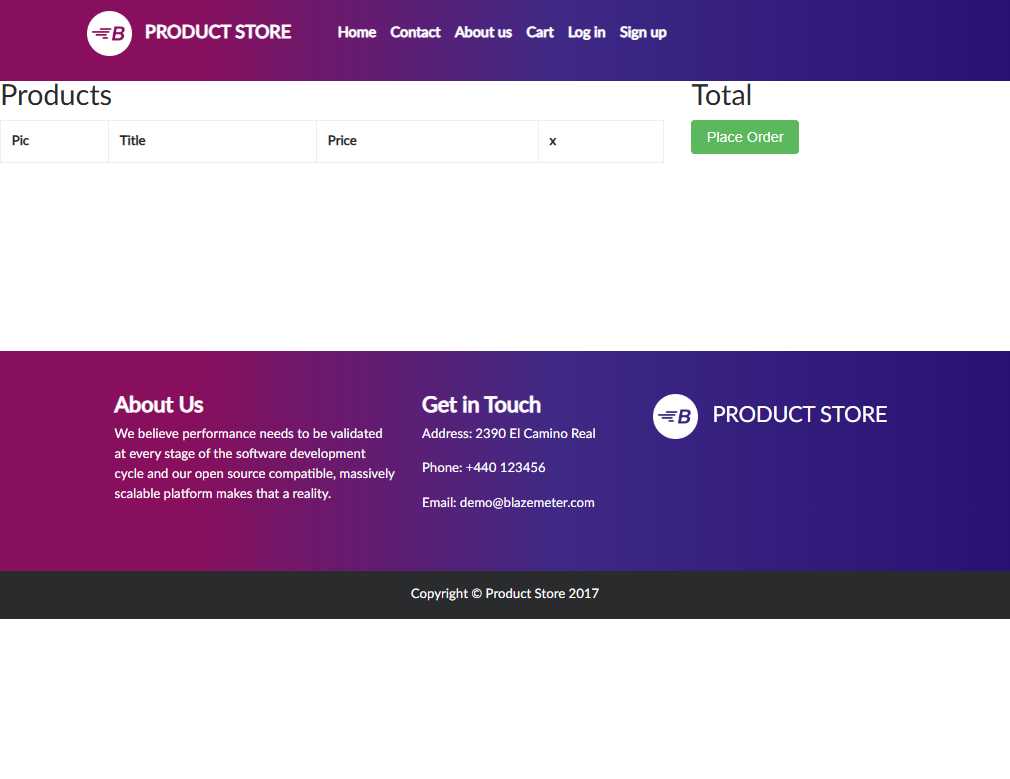 B PRODUCT STORE Home Contact About us Cart Log in Sign up
Products
Total
Pic Title Price x
Place Order
About Us
We believe performance needs to be validated
at every stage of the software development
cycle and our open source compatible, massively
scalable platform makes that a reality.
Get in Touch
Address: 2390 El Camino Real
Phone: +440 123456
Email: demo@blazemeter.com
B PRODUCT STORE
Copyright © Product Store 2017